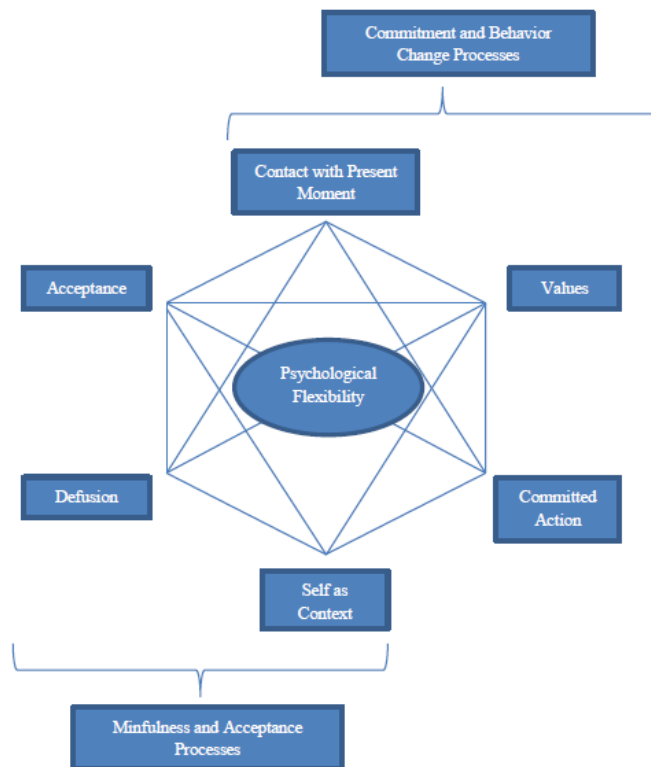 Commitment and Behavior
Change Processes
Contact with Present
Moment
Acceptance
Values
Psychological
Flexibility
Defusion
Committed
Action
Self as
Context
Minfulness and Acceptance
Processes